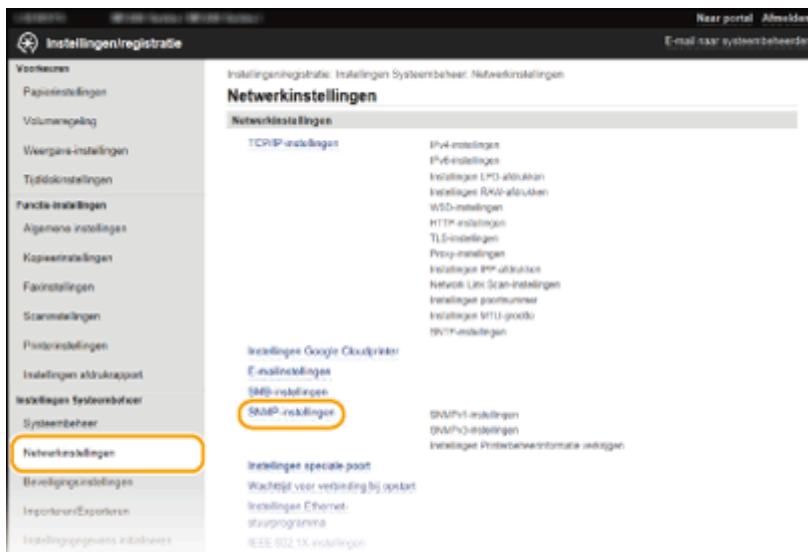 Naar portal Afmelden
Instellingen/registratie
E-mail naar systeembeheerder
Voorkeuren
Papierinstellingen
Volumeregeling
Weergave-instellingen
Tijdklokinstellingen
Functie-instellingen
Algemene instellingen
Kopieerinstellingen
Faxinstellingen
Scaninstellingen
Printerinstellingen
Instellingen afdrukrapport
Instellingen Systeembeheer
Systeembeheer
Netwerkinstellingen
Beveiligingsinstellingen
Importeren/Exporteren
Instellingsgegevens initialiseren
Instellingen/registratie: Instellingen Systeembeheer: Netwerkinstellingen
Netwerkinstellingen
Netwerkinstellingen
TCP/IP-instellingen
IPv4-instellingen
IPv6-instellingen
Instellingen LPD-afdrukken
Instellingen RAW-afdrukken
WSD-instellingen
HTTP-instellingen
TLS-instellingen
Proxy-instellingen
Instellingen IPP-afdrukken
Network Link Scan-instellingen
Instellingen poortnummer
Instellingen MTU-grootte
SNTP-instellingen
Instellingen Google Cloudprinter
E-mailinstellingen
SMB-instellingen
SNMP-instellingen
SNMPv1-instellingen
SNMPv3-instellingen
Instellingen Printerbeheerinformatie verkrijgen
Instellingen speciale poort
Wachttijd voor verbinding bij opstart
Instellingen Ethernet-
stuurprogramma
IEEE 802.1X-instellingen